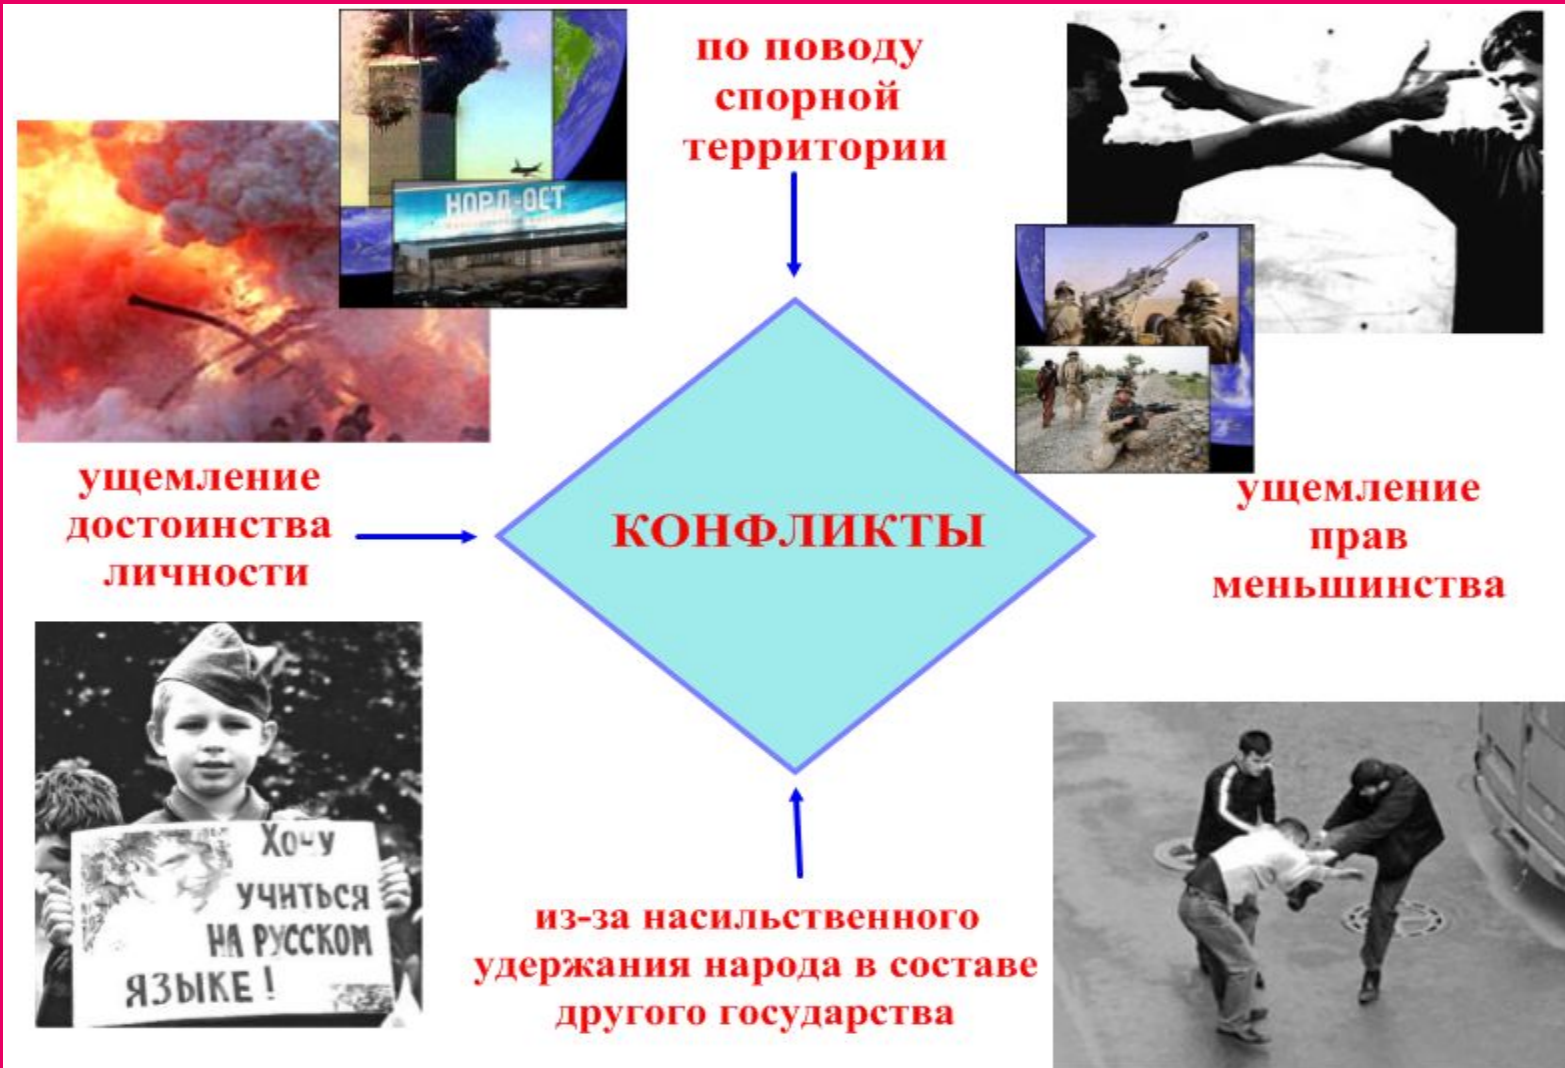 по поводу
спорной
территории
НОРД-ОСТ
ущемление
достоинства
личности
КОНФЛИКТЫ
ущемление
прав
меньшинства
Хочу
учиться
на русском
языке!
из-за насильственного
удержания народа в составе
другого государства